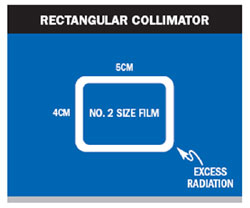 RECTANGULAR COLLIMATOR
5CM
4CM
NO. 2 SIZE FILM
EXCESS
RADIATION